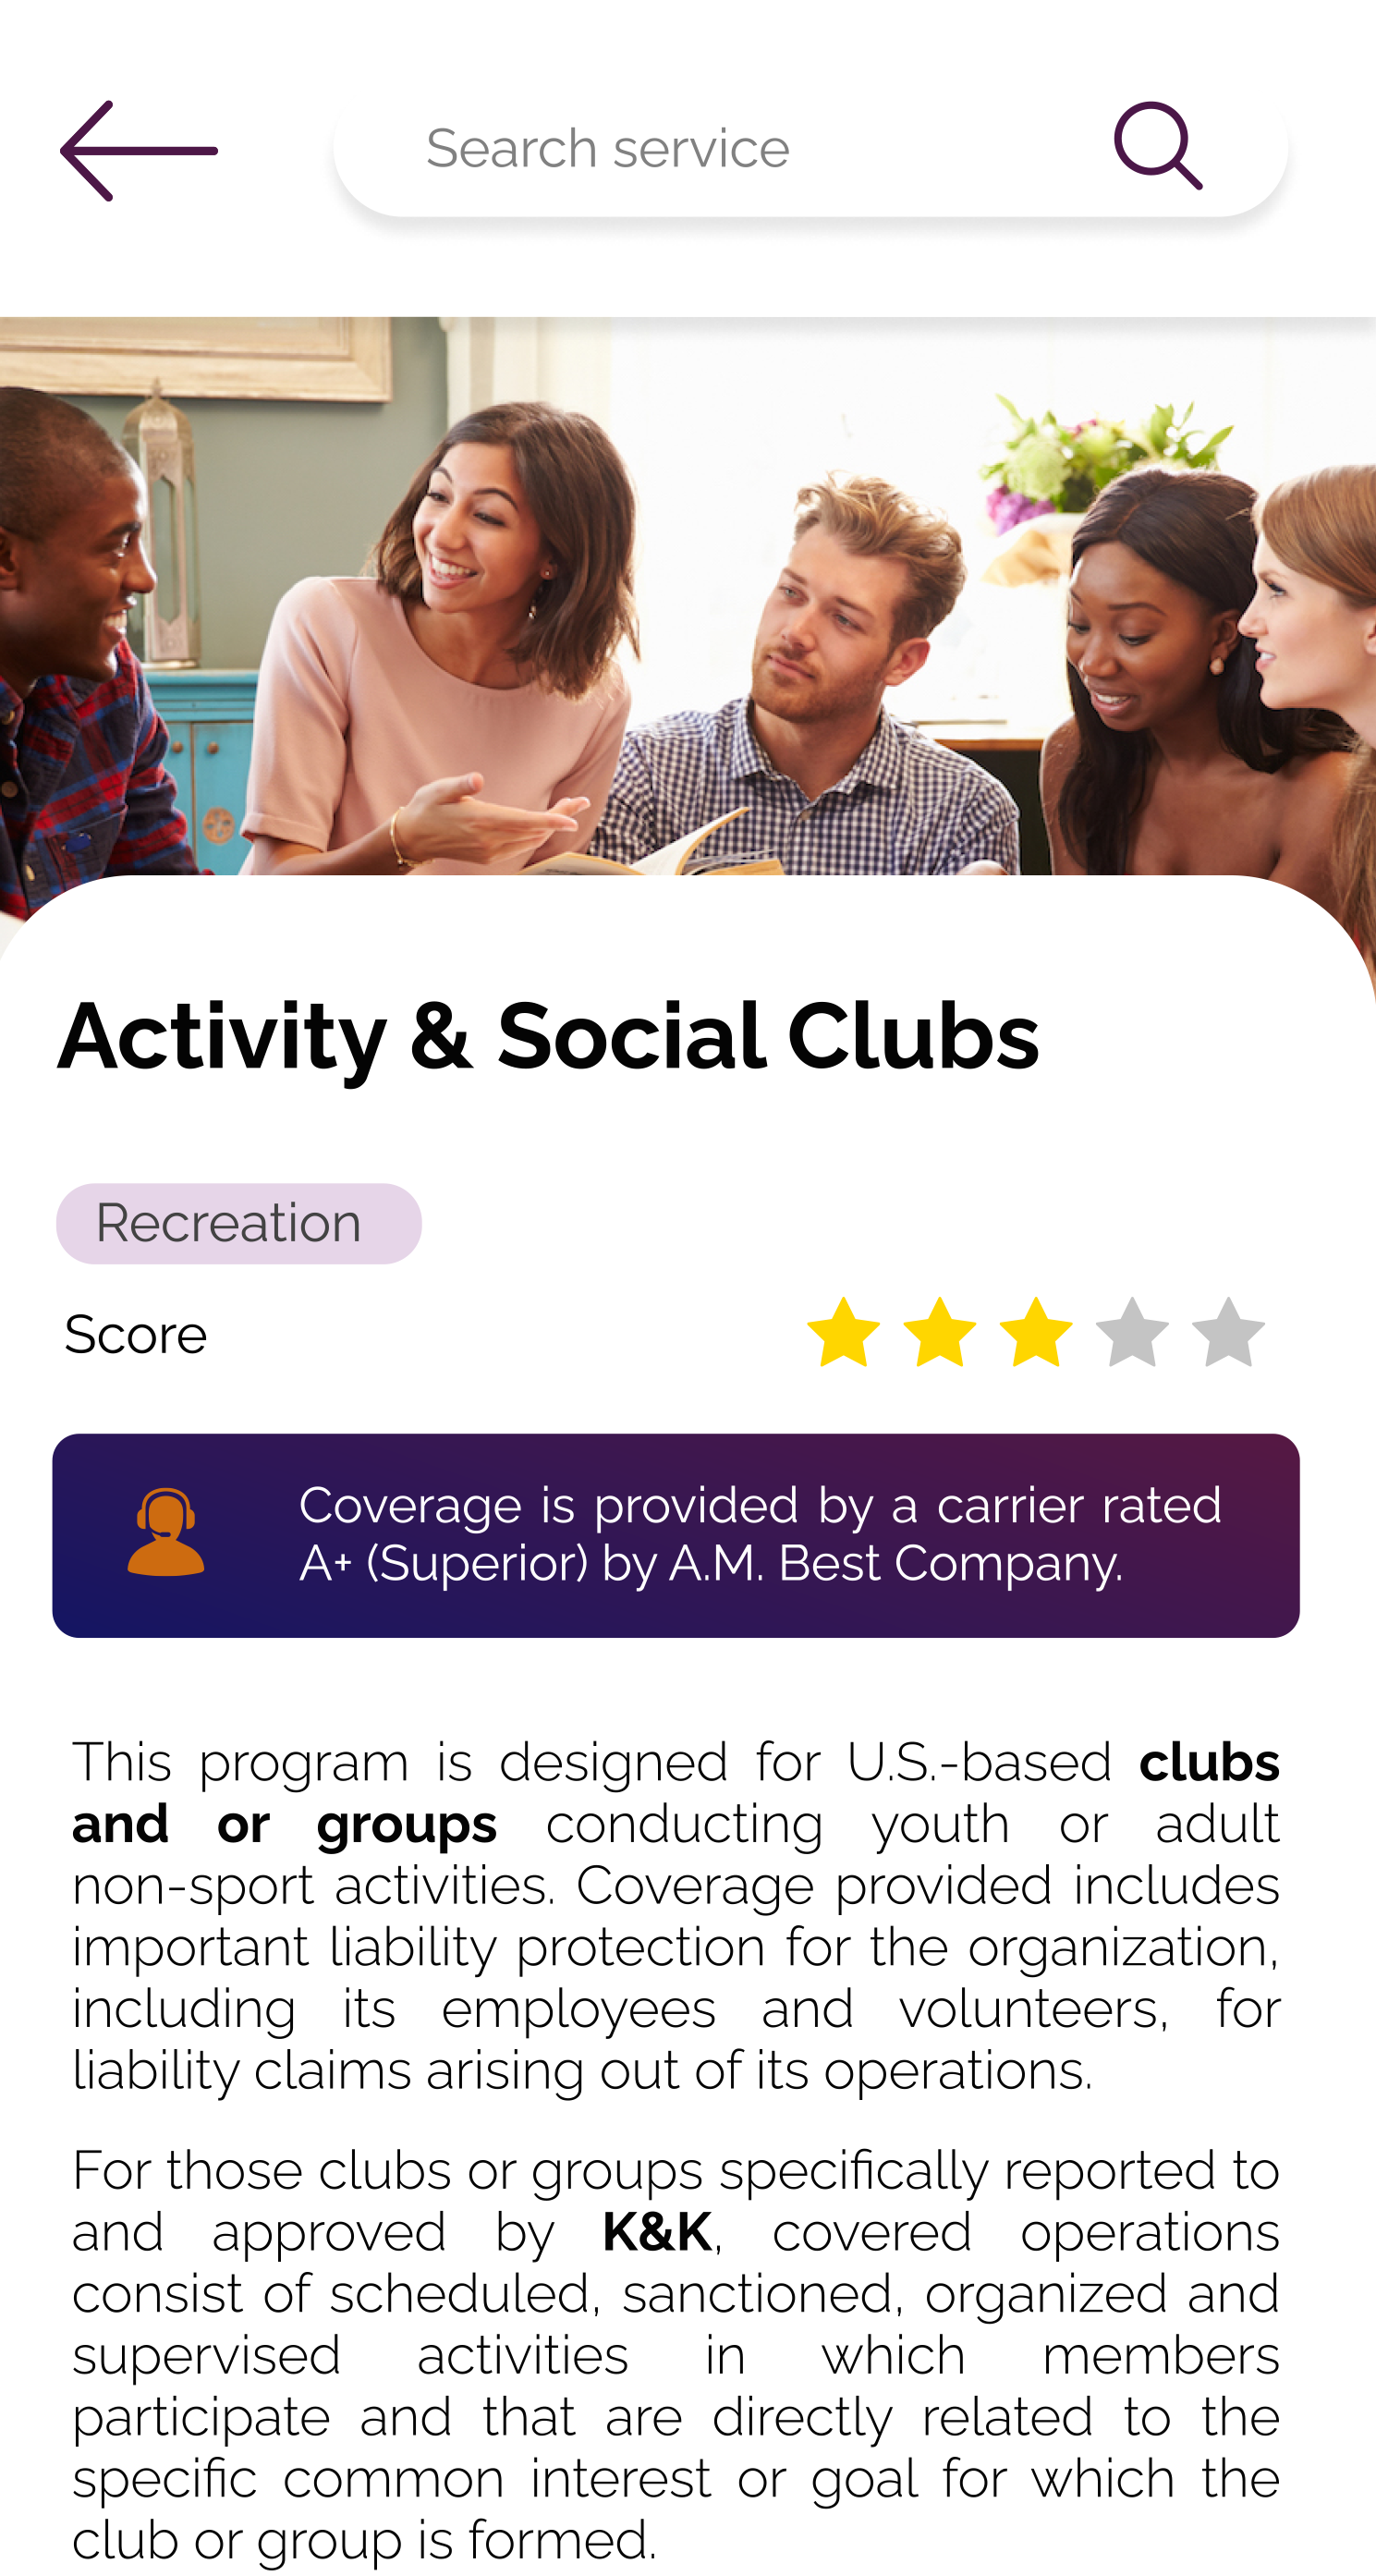 Search service
Activity & Social Clubs
Recreation
Score
Coverage is provided by a carrier rated
A+ (Superior) by A.M. Best Company.
This program is designed for U.S.-based clubs
and or groups conducting youth or adult
non-sport activities. Coverage provided includes
important liability protection for the organization,
including its employees and volunteers, for
liability claims arising out of its operations.
For those clubs or groups specifically reported to
and approved by K&K, covered operations
consist of scheduled, sanctioned, organized and
supervised activities in which members
participate and that are directly related to the
specific common interest or goal for which the
club or group is formed.